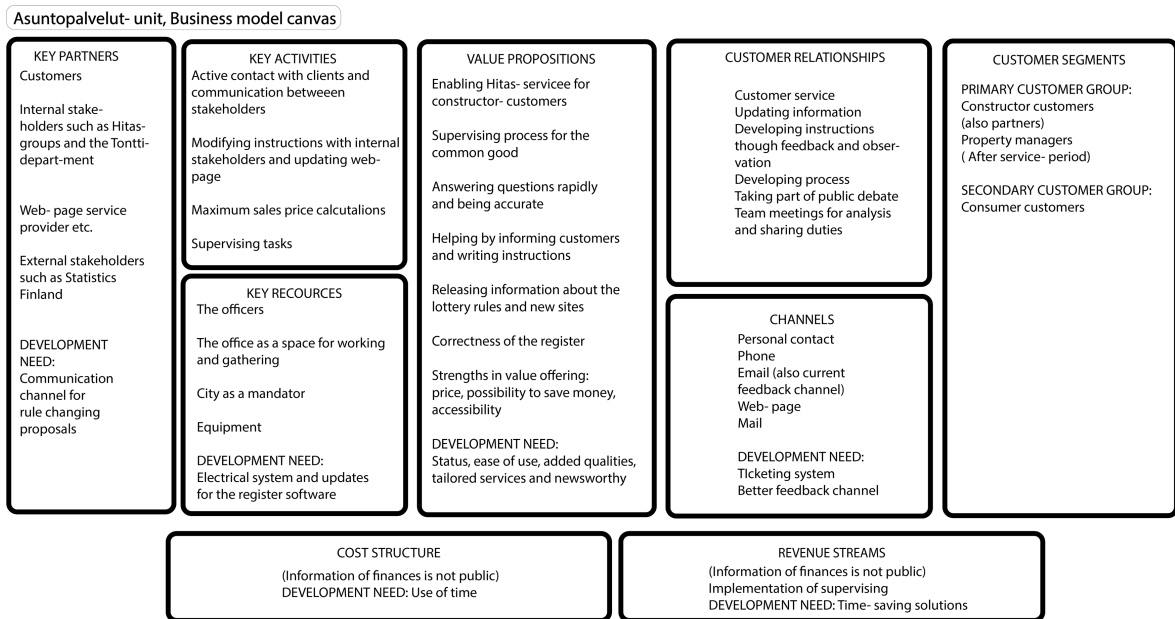 Asuntopalvelut- unit, Business model canvas
KEY PARTNERS
Customers
Internal stake-
holders such as Hitas-
groups and the Tontti-
depart-ment
Web- page service
provider etc.
External stakeholders
such as Statistics
Finland
DEVELOPMENT
NEED:
Communication
channel for
rule changing
proposals
KEY ACTIVITIES
Active contact with clients and
communication betweeen
stakeholders
Modifying instructions with internal
stakeholders and updating web-
page
Maximum sales price calcutalions
Supervising tasks
KEY RECOURCES
The officers
The office as a space for working
and gathering
City as a mandator
Equipment
DEVELOPMENT NEED:
Electrical system and updates
for the register software
VALUE PROPOSITIONS
Enabling Hitas- servicee for
constructor- customers
Supervising process for the
common good
Answering questions rapidly
and being accurate
Helping by informing customers
and writing instructions
Releasing information about the
lottery rules and new sites
Correctness of the register
Strengths in value offering:
price, possibility to save money,
accessibility
DEVELOPMENT NEED:
Status, ease of use, added qualities,
tailored services and newsworthy
CUSTOMER RELATIONSHIPS
Customer service
Updating information
Developing instructions
though feedback and obser-
vation
Developing process
Taking part of public debate
Team meetings for analysis
and sharing duties
CHANNELS
Personal contact
Phone
Email (also current
feedback channel)
Web- page
Mail
DEVELOPMENT NEED:
TIcketing system
Better feedback channel
CUSTOMER SEGMENTS
PRIMARY CUSTOMER GROUP:
Constructor customers
(also partners)
Property managers
( After service- period)
SECONDARY CUSTOMER GROUP:
Consumer customers
COST STRUCTURE
(Information of finances is not public)
DEVELOPMENT NEED: Use of time
REVENUE STREAMS
(Information of finances is not public)
Implementation of supervising
DEVELOPMENT NEED: Time- saving solutions